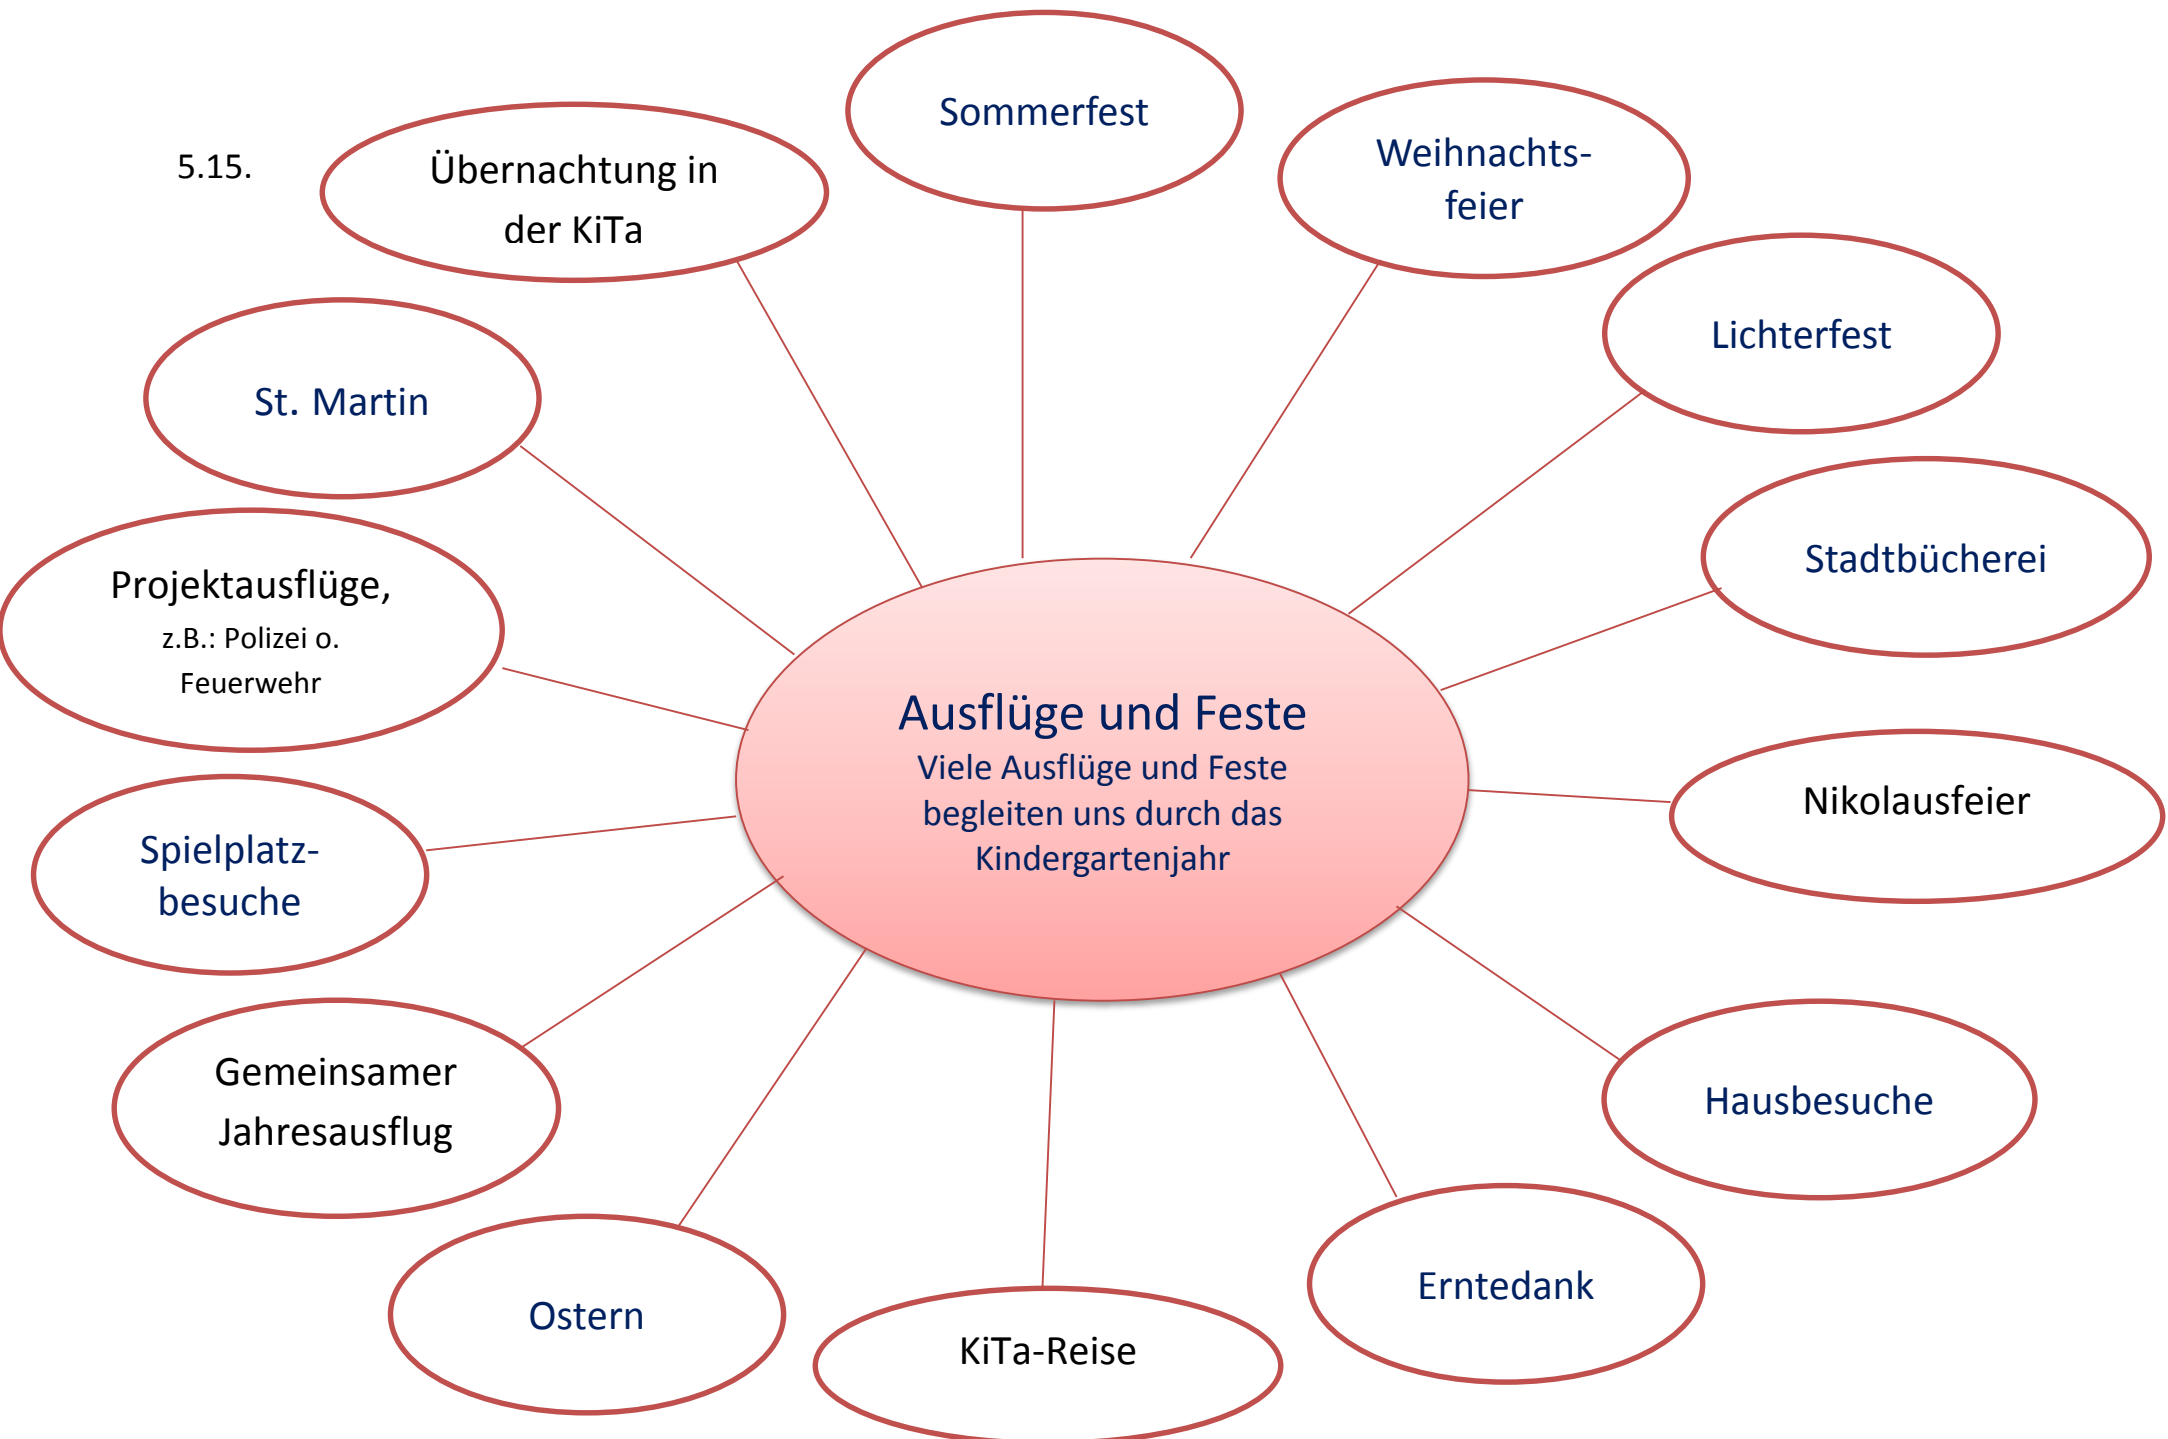 5.15.
Übernachtung in
der KiTa
Sommerfest
Weihnachts-
feier
Lichterfest
St. Martin
Stadtbücherei
Projektausflüge,
z.B.: Polizei o.
Feuerwehr
Ausflüge und Feste
Viele Ausflüge und Feste
begleiten uns durch das
Kindergartenjahr
Nikolausfeier
Spielplatz-
besuche
Gemeinsamer
Jahresausflug
Hausbesuche
Ostern
KiTa-Reise
Erntedank